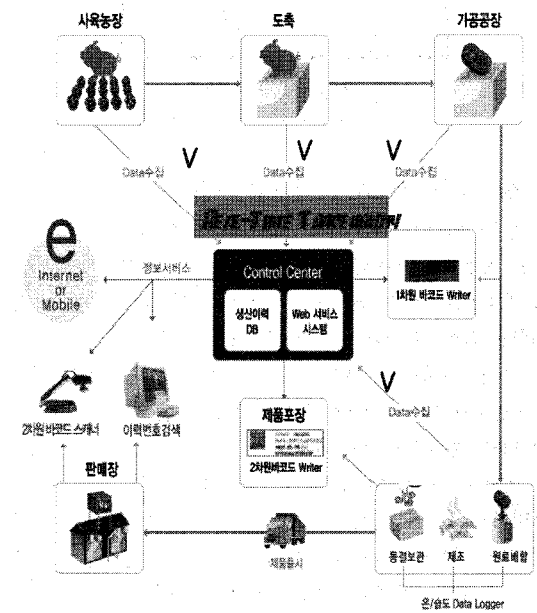 사육농장
도축
가공공장
V
V
V
Data수집
Data수집
Data수집
e
Internet
or
Mobile
정보서비스
Control Center
생산이력
DB
Web 서비스
시스템
1차원 바코드 Writer
V
Data수집
2차원 바코드 스캐너
이력번호검색
제품포장
2차원바코드 Writer
판매장
제품출시
동결보관
제조
원료배합
온/습도 Data Logger